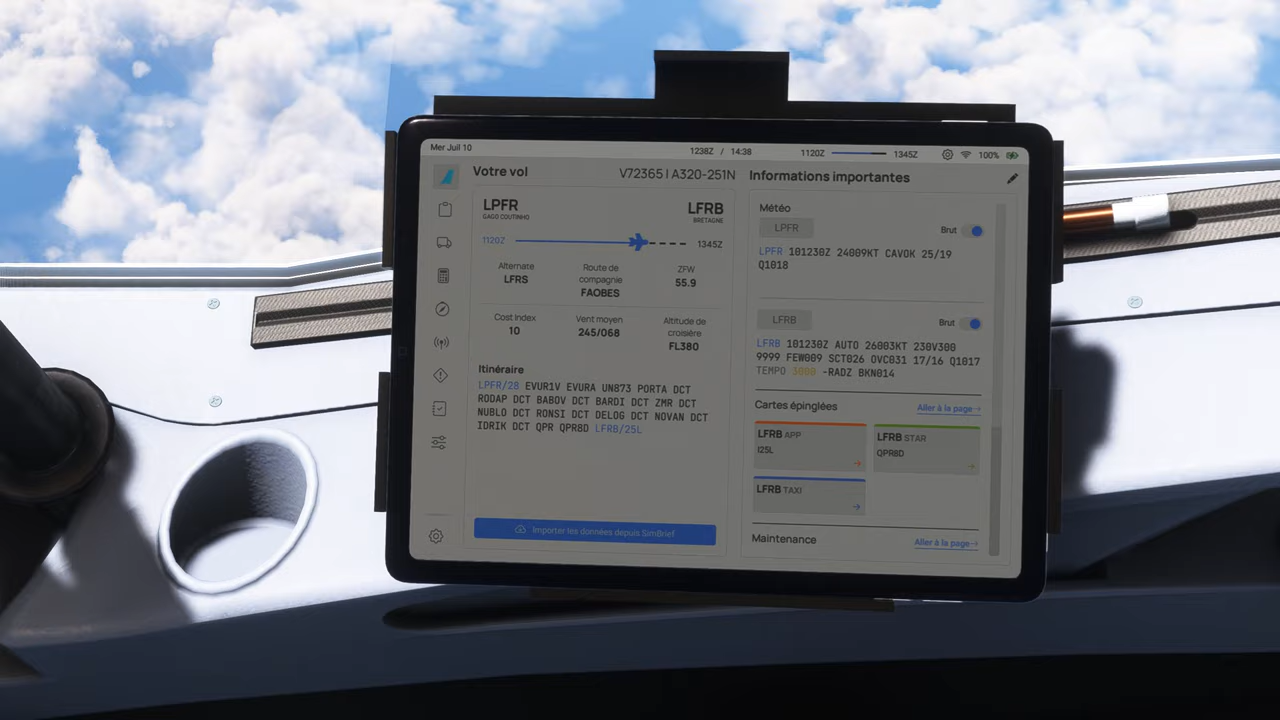 Mer Juil 10
1238Z / 14:38
1120Z
1345Z
100%
Votre vol
V72365 | A320-251N
LPFR
GAGO COUTINHO
LFRB
BRETAGNE
1120Z
1345Z
Alternate
LFRS
Route de
compagnie
FAOBES
ZFW
55.9
Cost Index
10
Vent moyen
245/068
Altitude de
croisière
FL380
Itinéraire
LPFR/28 EVUR1V EVURA UN873 PORTA DCT
RODAP DCT BABOV DCT BARDI DCT ZMR DCT
NUBLO DCT RONSI DCT DELOG DCT NOVAN DCT
IDRIK DCT QPR QPR8D LFRB/25L
Importer les données depuis SimBrief
Informations importantes
Météo
LPFR
Brut
LPFR 101230Z 24009KT CAVOK 25/19
Q1018
LFRB
Brut
LFRB 101230Z AUTO 26003KT 230V300
9999 FEW009 SCT026 OVC031 17/16 Q1017
TEMPO 3000 -RADZ BKN014
Cartes épinglées
Aller à la page
LFRB APP
I25L
LFRB STAR
QPR8D
LFRB TAXI
Maintenance
Aller à la page